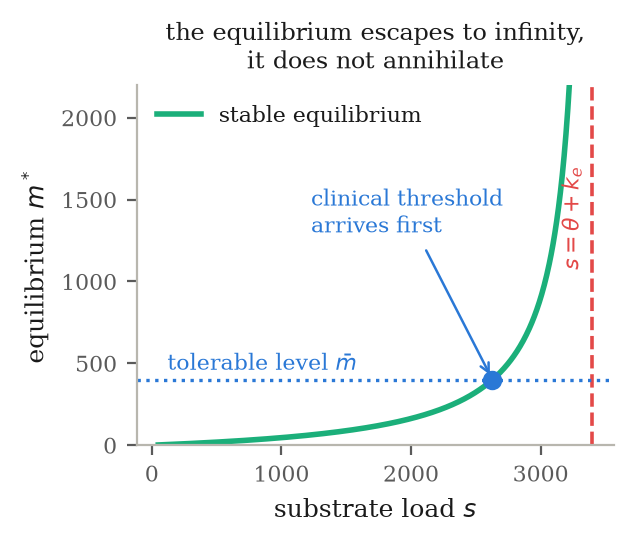 the equilibrium escapes to infinity,
it does not annihilate
stable equilibrium
clinical threshold
arrives first
s = θ + kₑ
tolerable level m̄
equilibrium m*
2000
1500
1000
500
0
0 1000 2000 3000
substrate load s